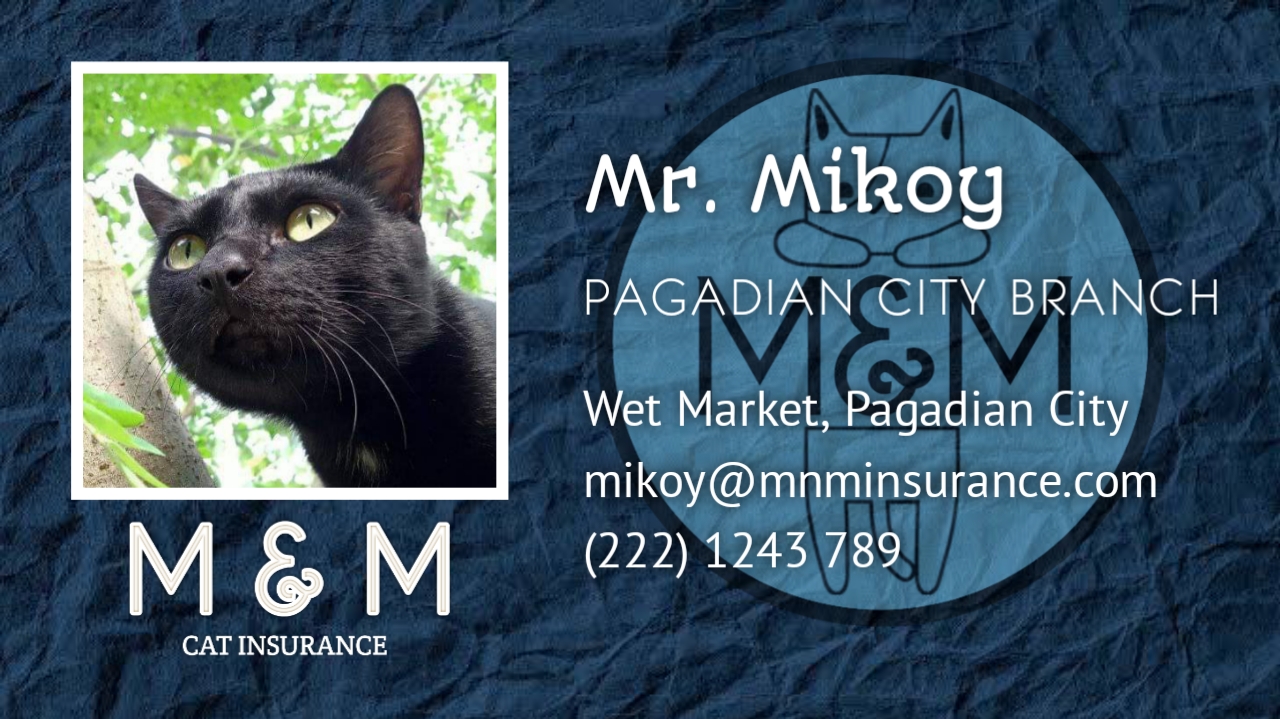 Mr. Mikoy
PAGADIAN CITY BRANCH
M&M
Wet Market, Pagadian City
mikoy@mnminsurance.com
(222) 1243 789
M & M
CAT INSURANCE